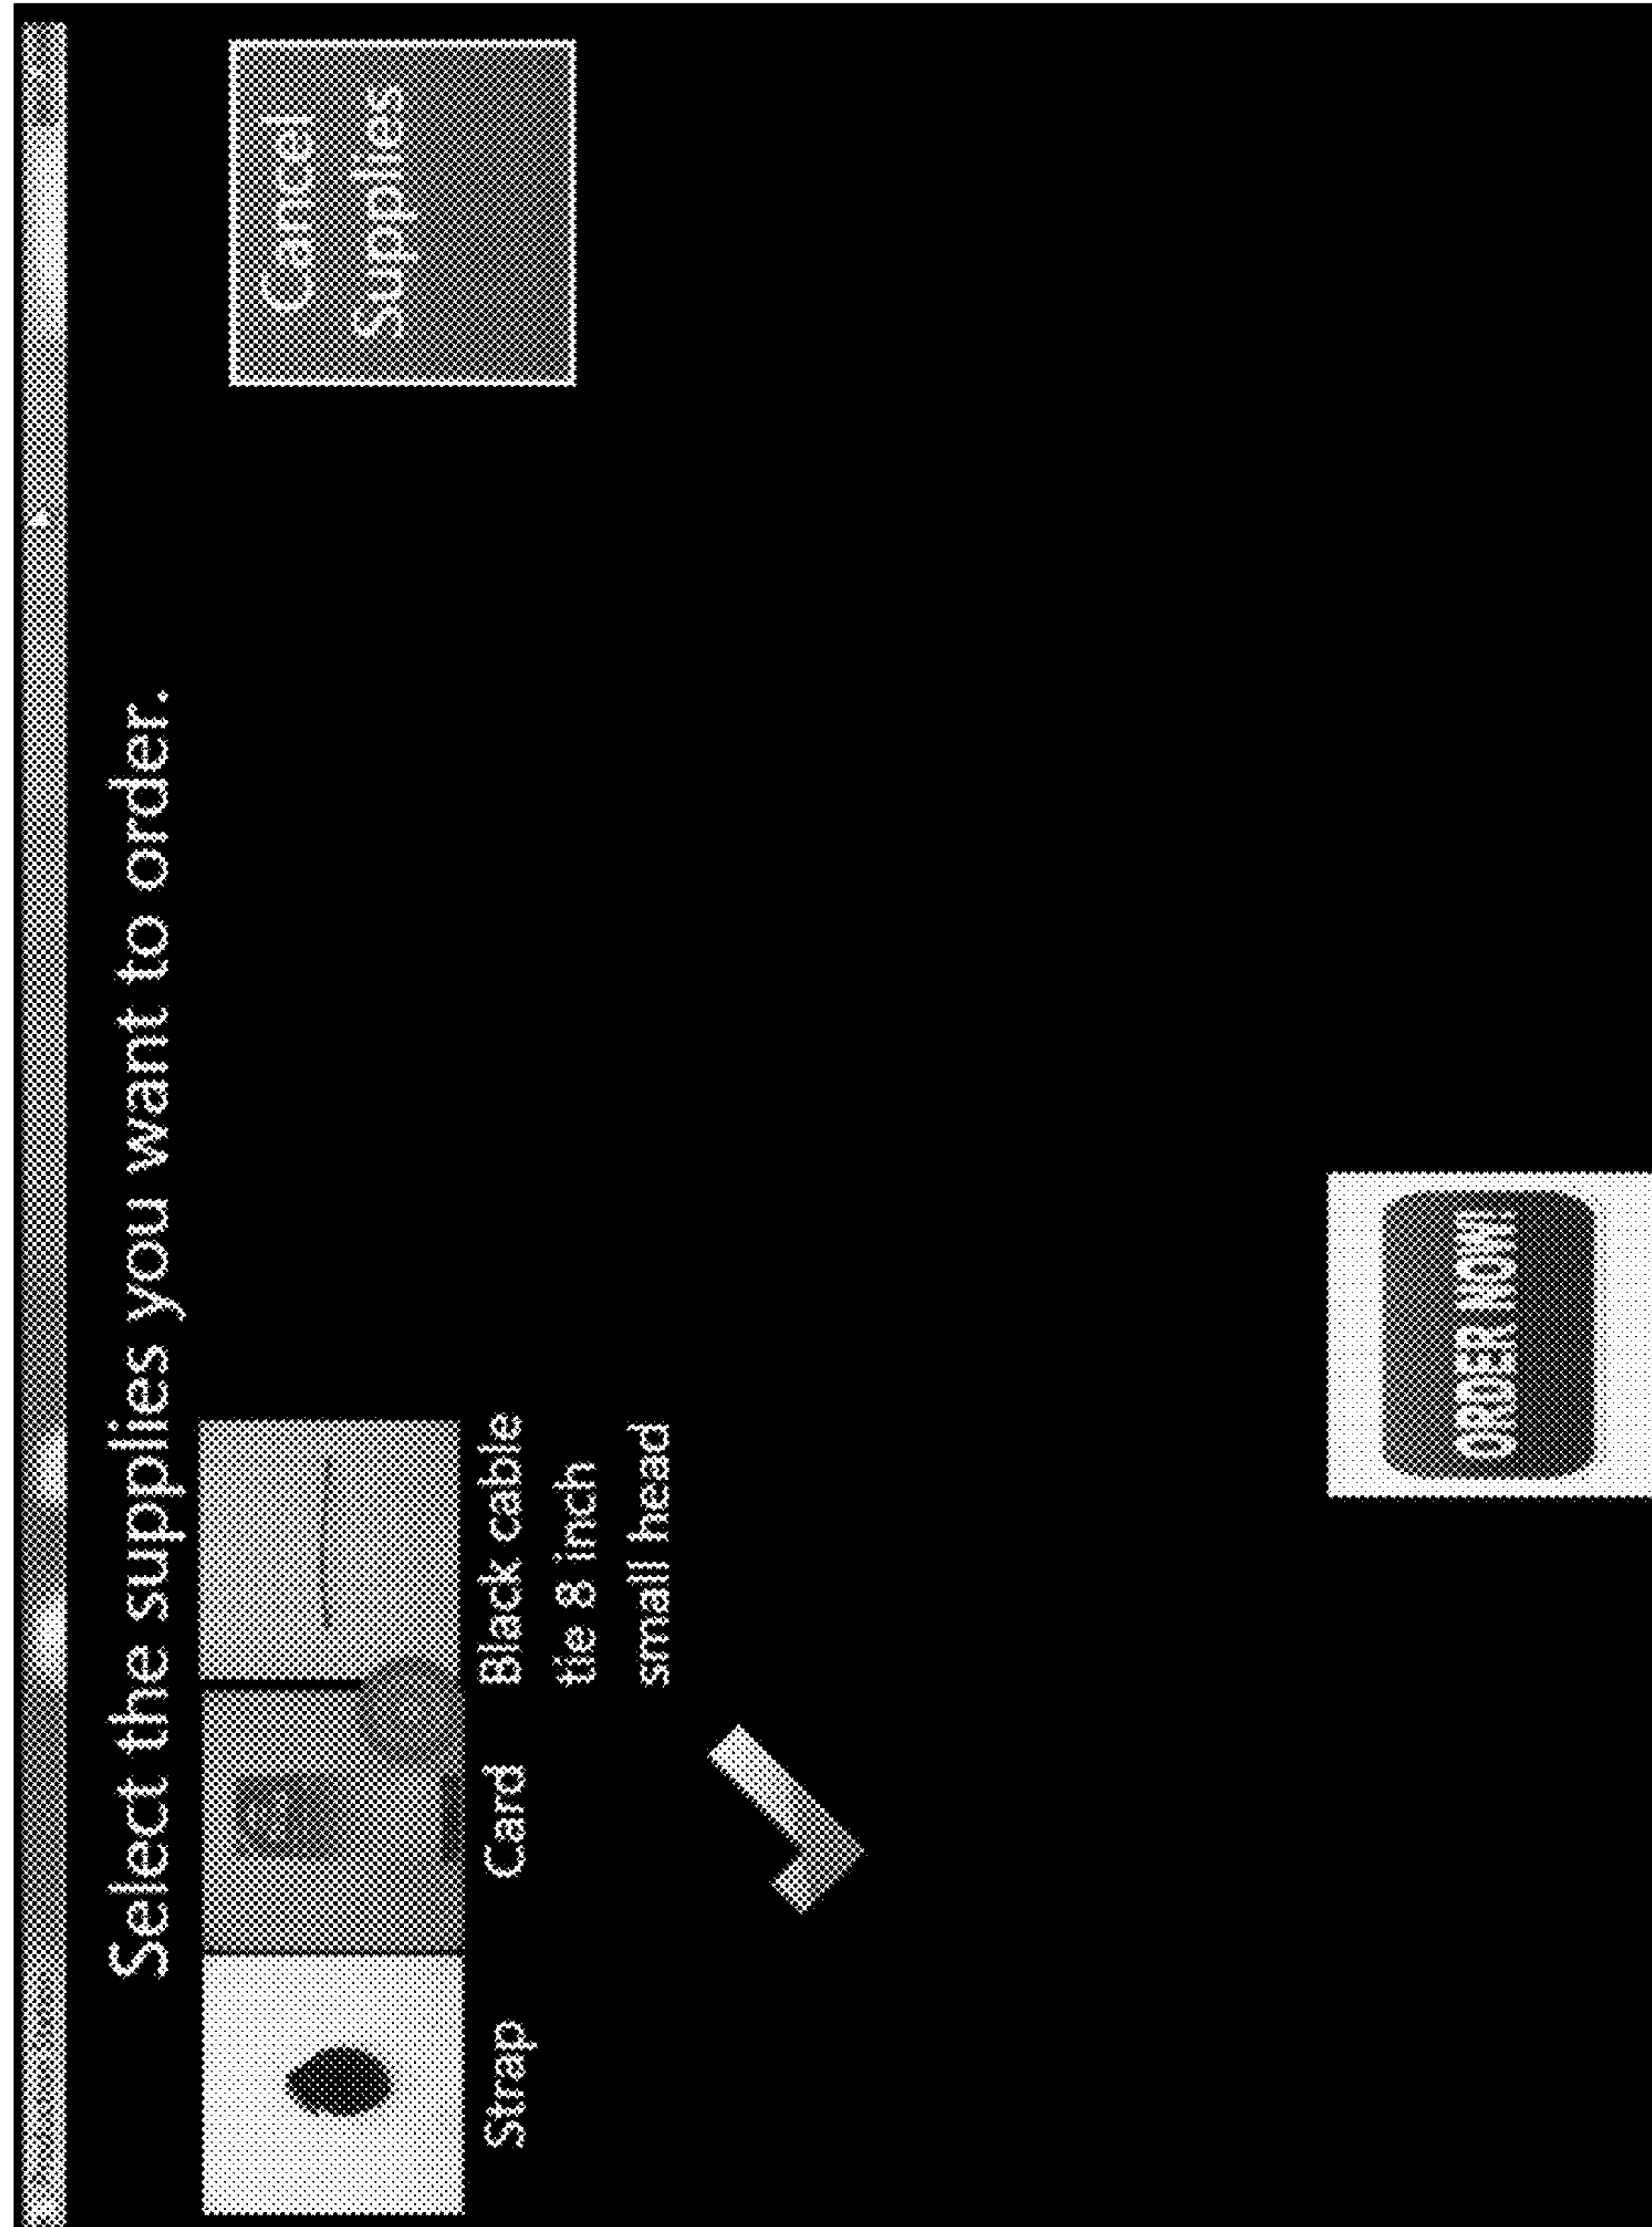 Select the supplies you want to order.
Cancel
Supplies
Strap
Card
Black cable
tie 8 inch
small head
ORDER NOW!